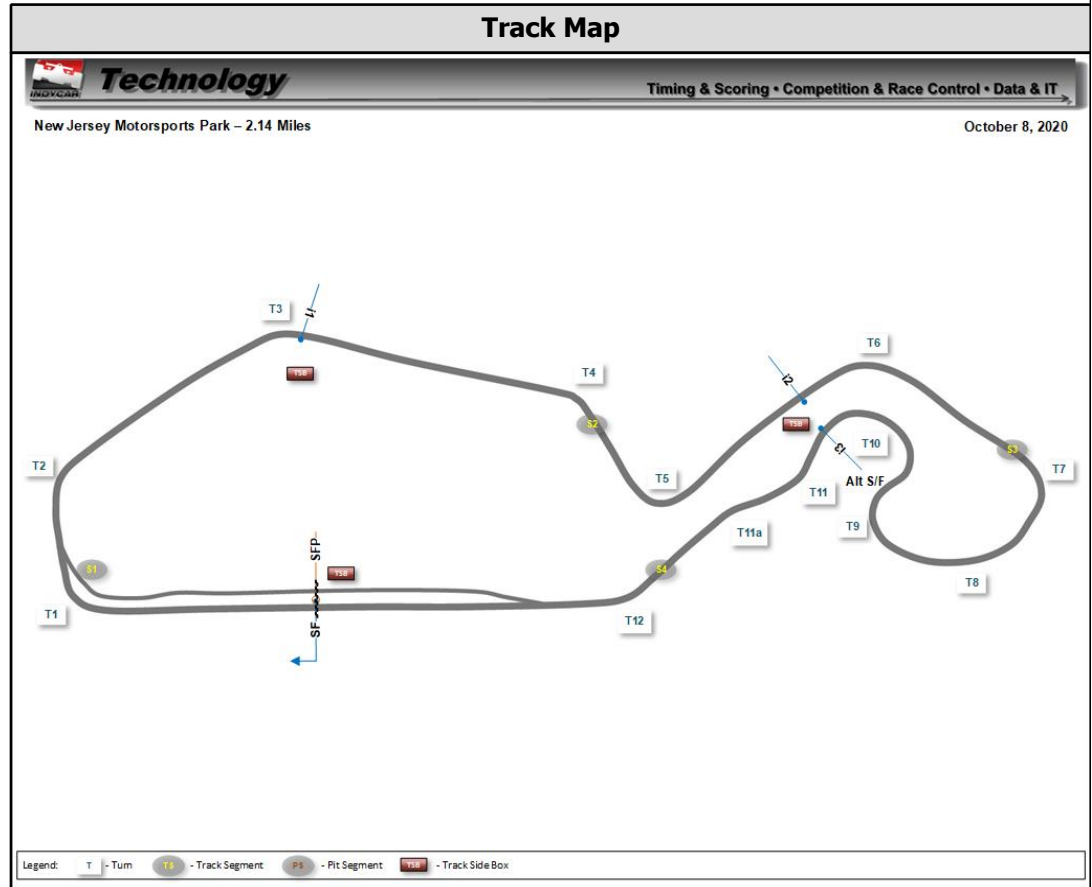 Track Map
INDYCAR Technology
Timing & Scoring • Competition & Race Control • Data & IT
New Jersey Motorsports Park – 2.14 Miles
October 8, 2020
T3
i1
TSB
T4
T6
i2
S2
TSB
T10
i3
S3
T2
T5
Alt S/F
T7
T11
T9
T11a
SFP
S1
TSB
S4
T8
T1
SF
T12
Legend: T - Turn TS - Track Segment PS - Pit Segment TSB - Track Side Box